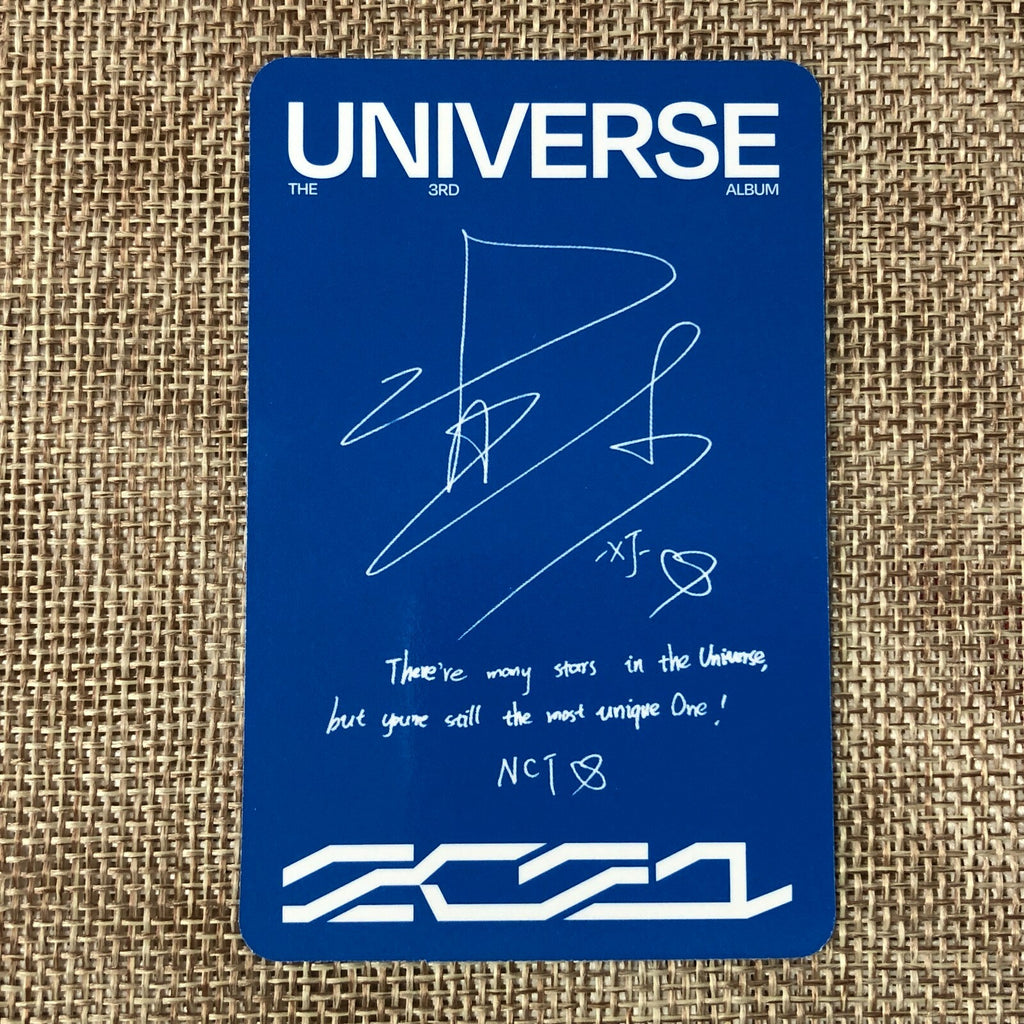 UNIVERSE
THE 3RD ALBUM
-XJ-
There're many stars in the Universe,
but you're still the most unique One!
NCT
2021